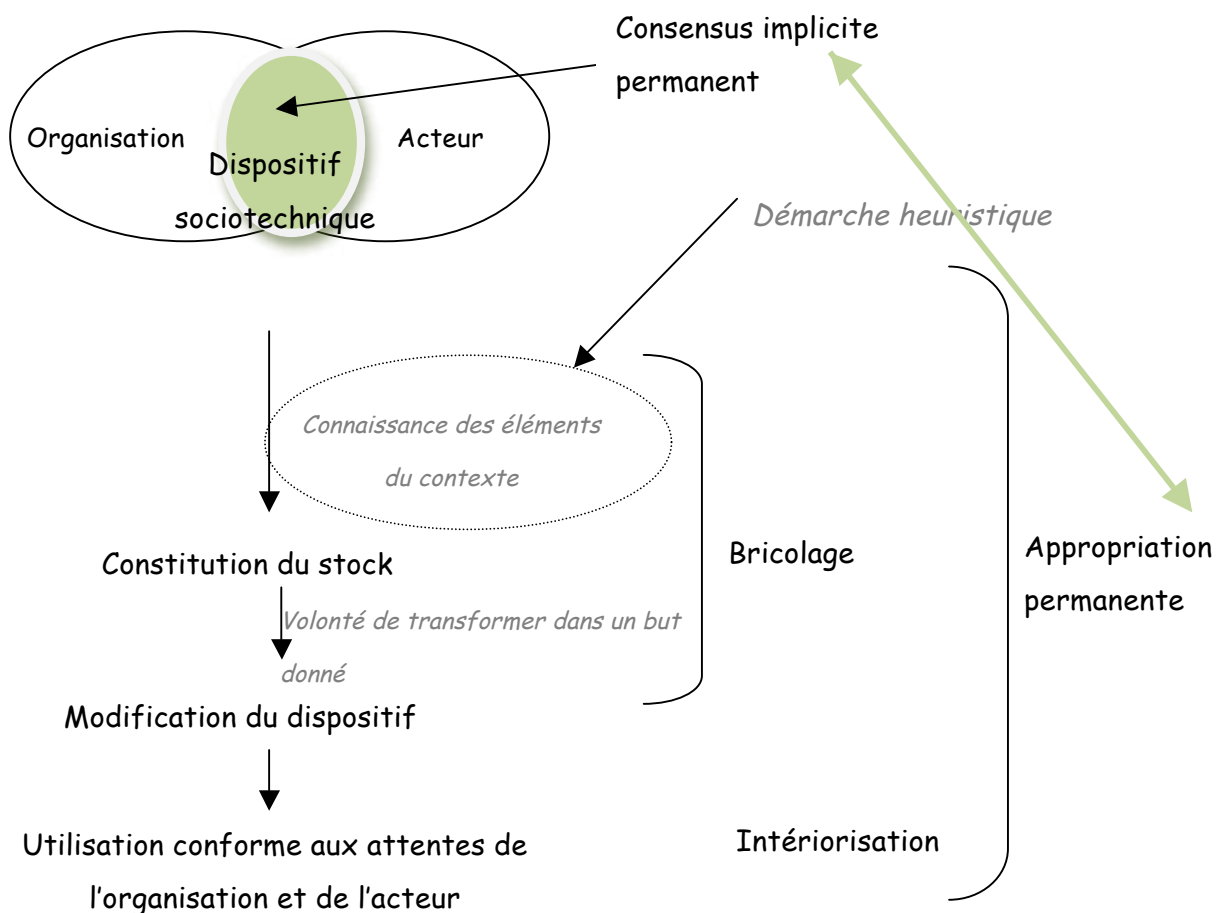 Consensus implicite
permanent
Organisation
Acteur
Dispositif
sociotechnique
Démarche heuristique
Connaissance des éléments
du contexte
Constitution du stock
Bricolage
Appropriation
permanente
Volonté de transformer dans un but
donné
Modification du dispositif
Utilisation conforme aux attentes de
l'organisation et de l'acteur
Intériorisation